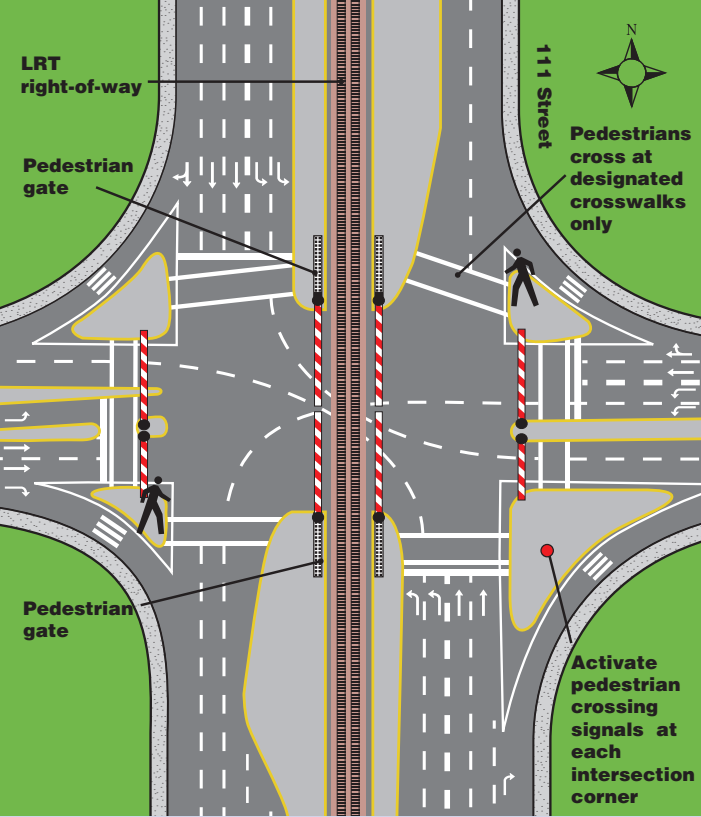 N
LRT
right-of-way
111 Street
Pedestrians
cross at
designated
crosswalks
only
Pedestrian
gate
Pedestrian
gate
Activate
pedestrian
crossing
signals at
each
intersection
corner